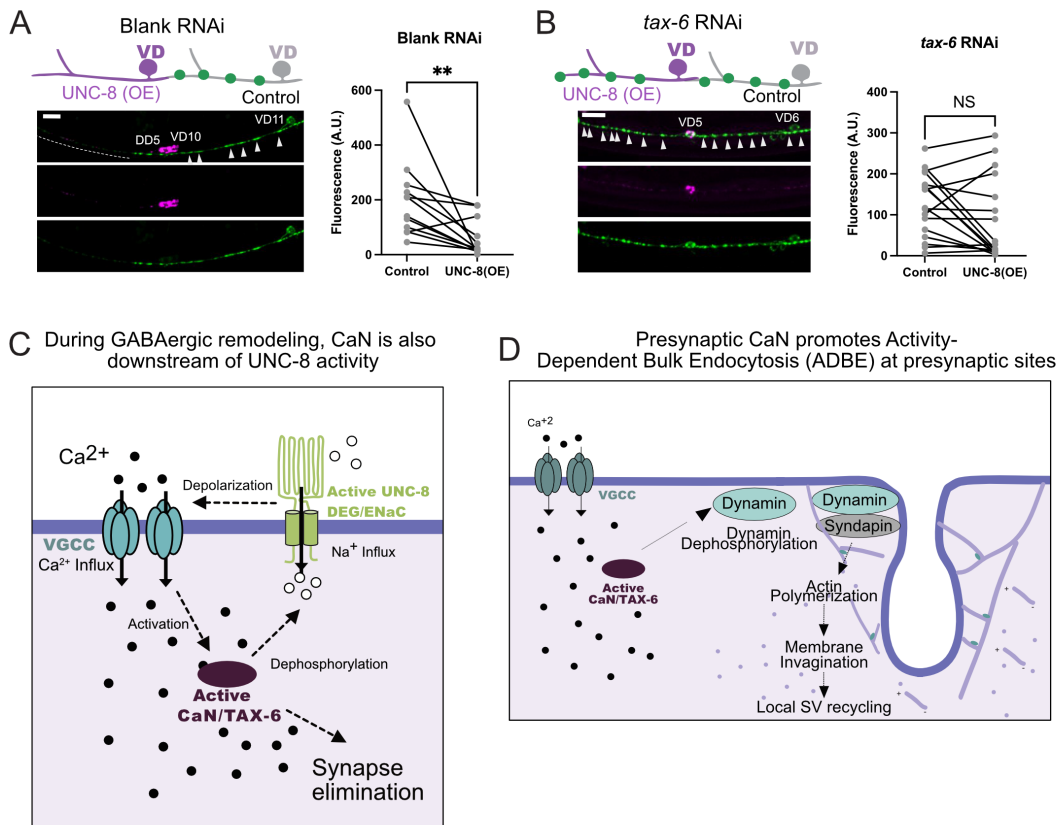 A
Blank RNAi
VD
VD
UNC-8 (OE)
Control
VD11
DD5
VD10
Blank RNAi
**
Fluorescence (A.U.)
600
400
200
0
Control
UNC-8(OE)
B
tax-6 RNAi
VD
VD
UNC-8 (OE)
Control
VD5
VD6
tax-6 RNAi
NS
Fluorescence (A.U.)
400
300
200
100
0
Control
UNC-8(OE)
C
During GABAergic remodeling, CaN is also
downstream of UNC-8 activity
Ca2+
Depolarization
Active UNC-8
DEG/ENaC
VGCC
Ca2+ Influx
Na+ Influx
Activation
Dephosphorylation
Active
CaN/TAX-6
Synapse
elimination
D
Presynaptic CaN promotes Activity-
Dependent Bulk Endocytosis (ADBE) at presynaptic sites
Ca+2
VGCC
Dynamin
Dynamin
Dephosphorylation
Dynamin
Syndapin
Active
CaN/TAX-6
Actin
Polymerization
Membrane
Invagination
Local SV recycling
+
-
+
-
+
-